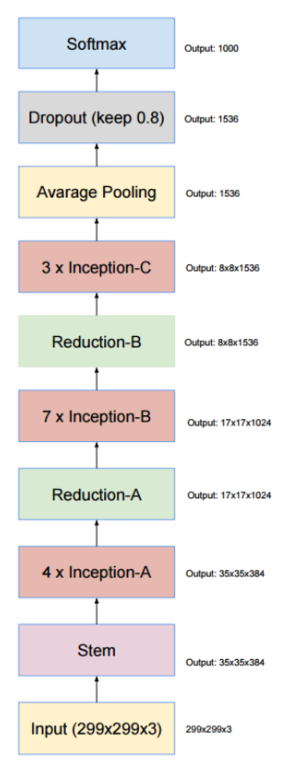 Softmax
Output: 1000
Dropout (keep 0.8)
Output: 1536
Avarage Pooling
Output: 1536
3 x Inception-C
Output: 8x8x1536
Reduction-B
Output: 8x8x1536
7 x Inception-B
Output: 17x17x1024
Reduction-A
Output: 17x17x1024
4 x Inception-A
Output: 35x35x384
Stem
Output: 35x35x384
Input (299x299x3)
299x299x3